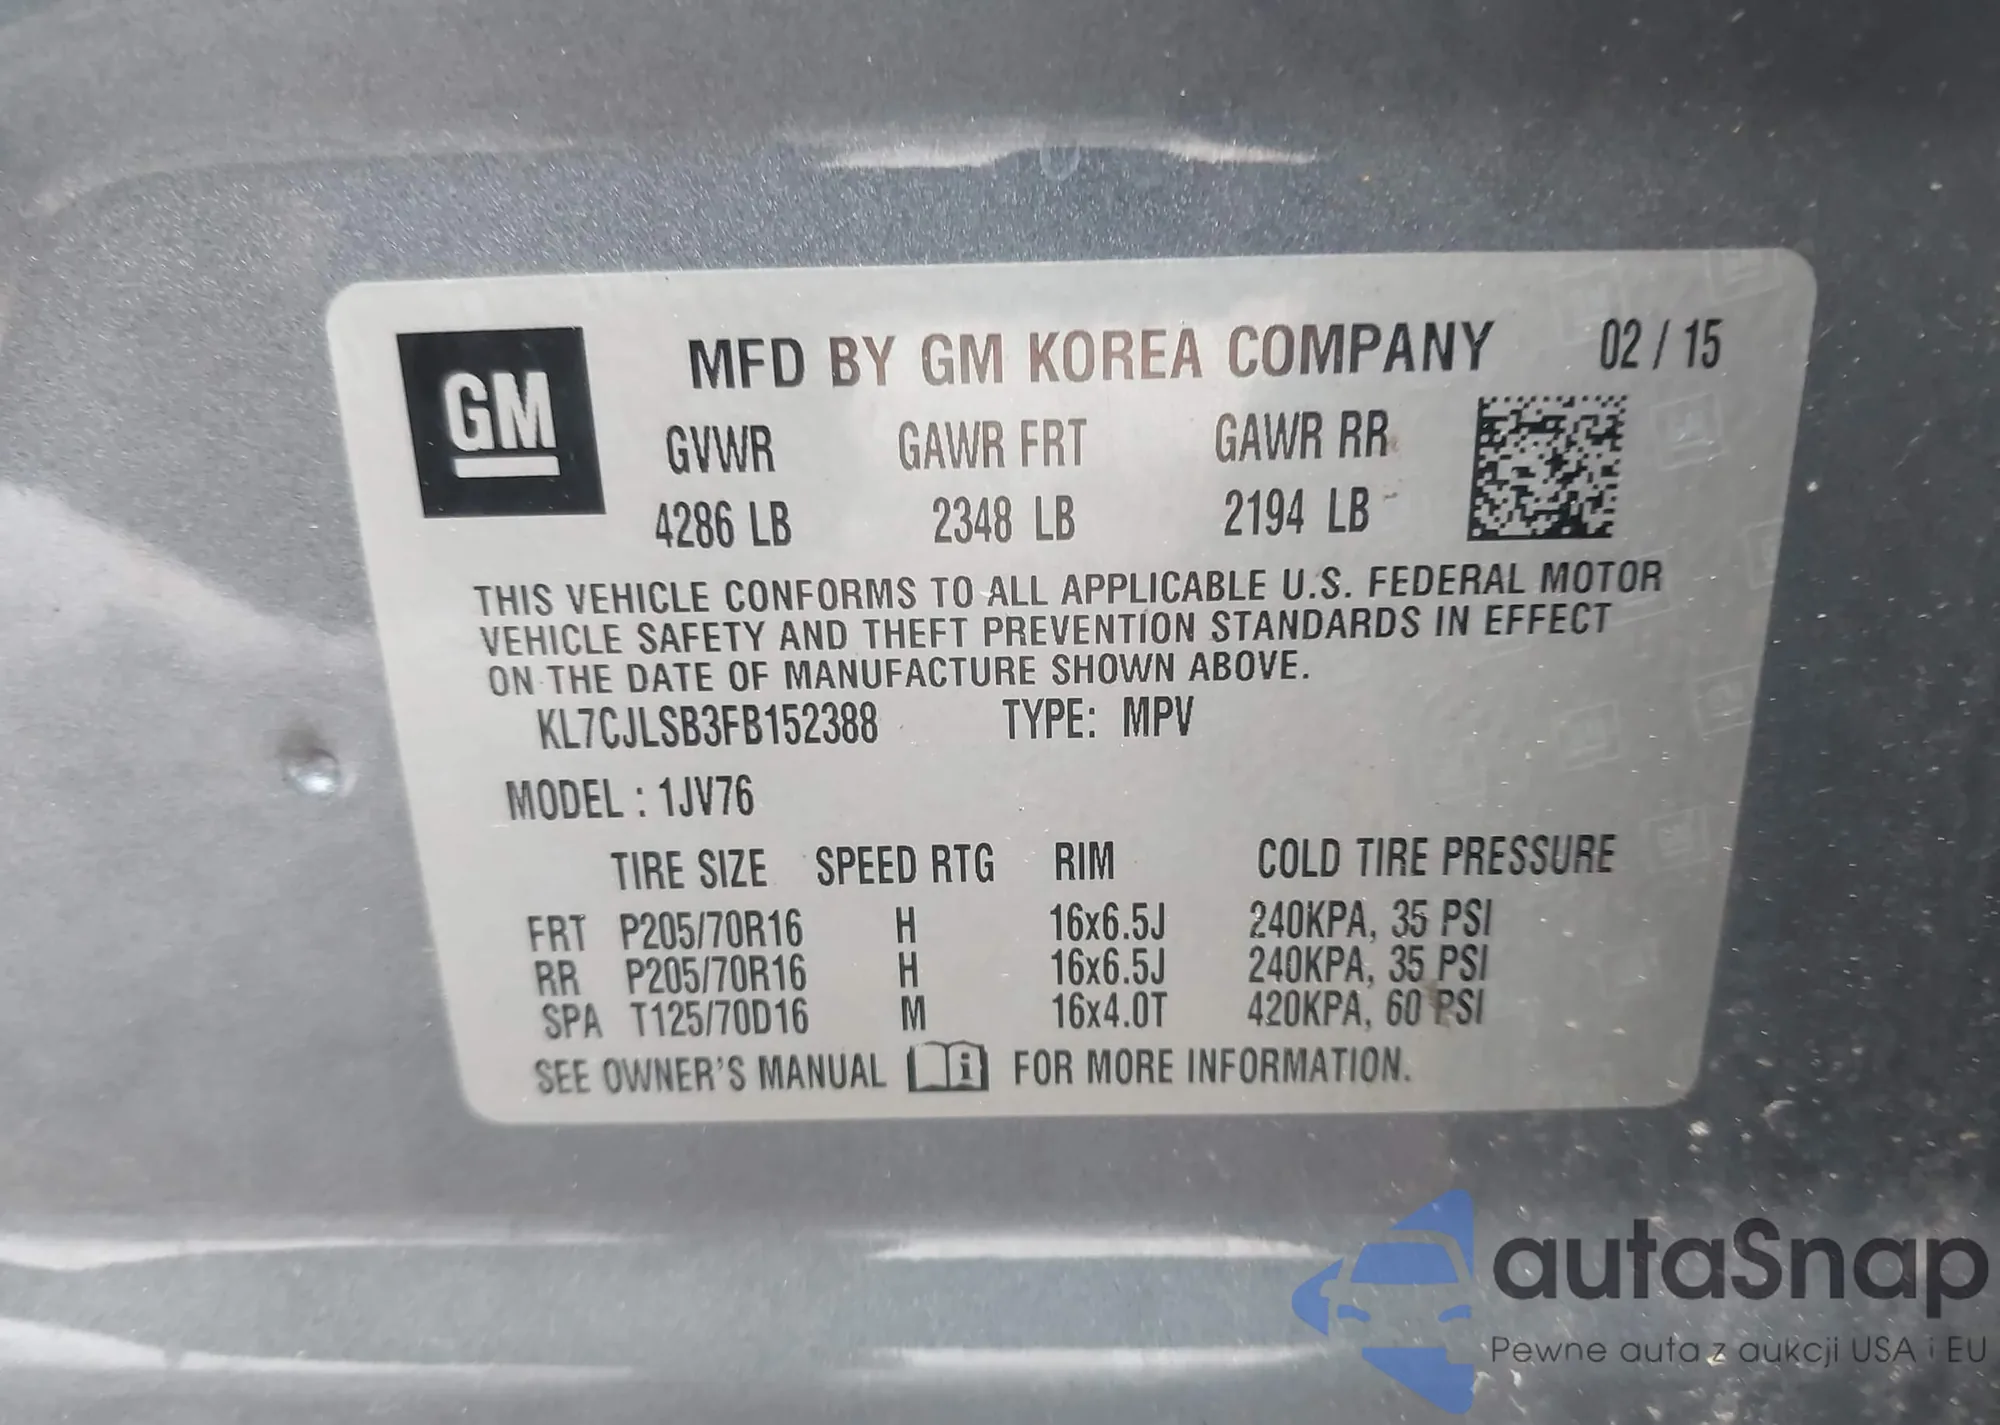 GM
MFD BY GM KOREA COMPANY 02 / 15
GVWR GAWR FRT GAWR RR
4286 LB 2348 LB 2194 LB
THIS VEHICLE CONFORMS TO ALL APPLICABLE U.S. FEDERAL MOTOR
VEHICLE SAFETY AND THEFT PREVENTION STANDARDS IN EFFECT
ON THE DATE OF MANUFACTURE SHOWN ABOVE.
KL7CJLSB3FB152388 TYPE: MPV
MODEL : 1JV76
TIRE SIZE SPEED RTG RIM COLD TIRE PRESSURE
FRT P205/70R16 H 16x6.5J 240KPA, 35 PSI
RR P205/70R16 H 16x6.5J 240KPA, 35 PSI
SPA T125/70D16 M 16x4.0T 420KPA, 60 PSI
SEE OWNER'S MANUAL i FOR MORE INFORMATION.
autaSnap
Pewne auta z aukcji USA i EU